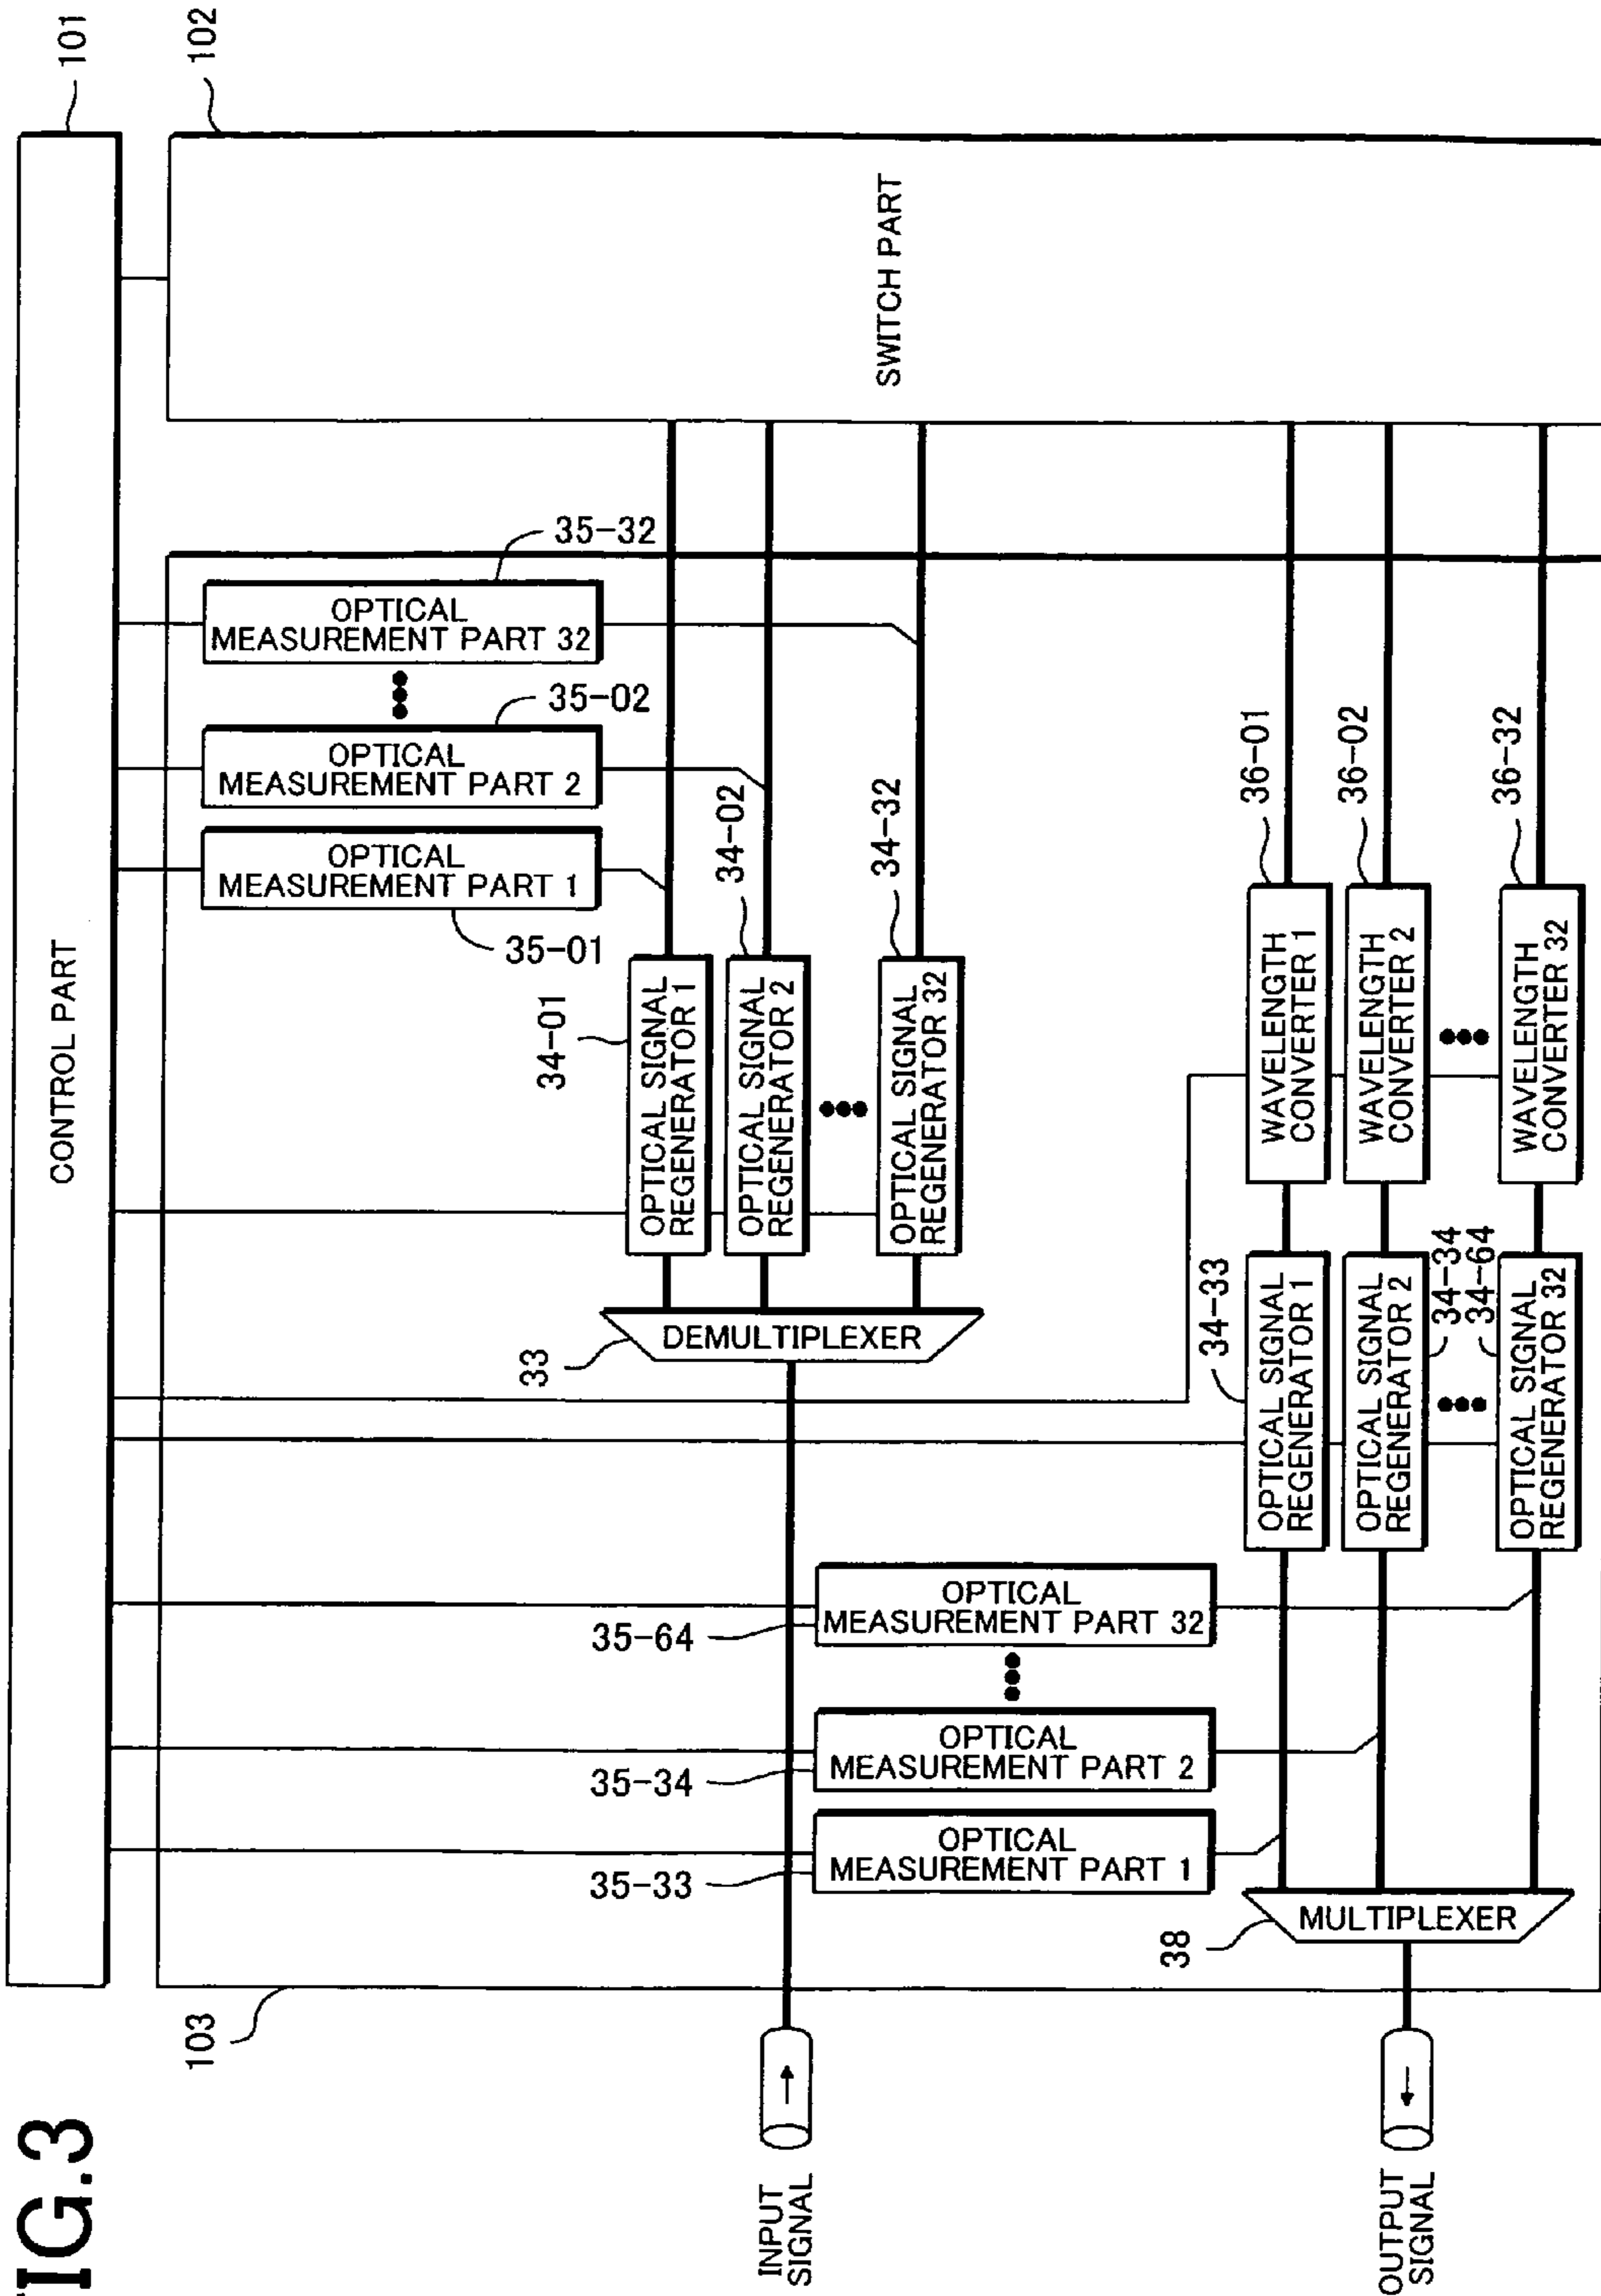 FIG.3
101
CONTROL PART
102
SWITCH PART
103
35-32
OPTICAL
MEASUREMENT PART 32
35-02
OPTICAL
MEASUREMENT PART 2
OPTICAL
MEASUREMENT PART 1
35-01
34-01
OPTICAL SIGNAL
REGENERATOR 1
34-02
OPTICAL SIGNAL
REGENERATOR 2
34-32
OPTICAL SIGNAL
REGENERATOR 32
33
DEMULTIPLEXER
INPUT
SIGNAL
35-64
OPTICAL
MEASUREMENT PART 32
35-34
OPTICAL
MEASUREMENT PART 2
35-33
OPTICAL
MEASUREMENT PART 1
36-01
WAVELENGTH
CONVERTER 1
36-02
WAVELENGTH
CONVERTER 2
36-32
WAVELENGTH
CONVERTER 32
34-33
OPTICAL SIGNAL
REGENERATOR 1
OPTICAL SIGNAL
REGENERATOR 2
34-34
34-64
OPTICAL SIGNAL
REGENERATOR 32
38
MULTIPLEXER
OUTPUT
SIGNAL